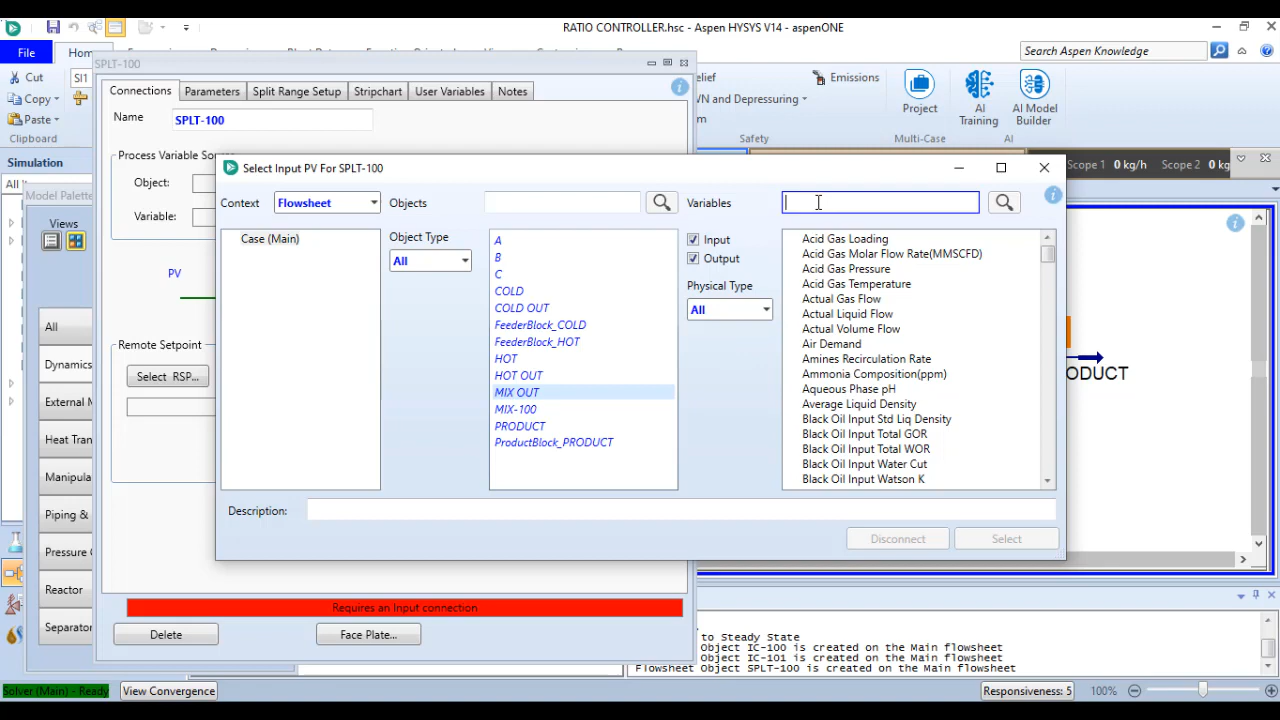 RATIO CONTROLLER.hsc - Aspen HYSYS V14 - aspenONE
File
Hom
Search Aspen Knowledge
Cut
SI1
Copy
Paste
Clipboard
elief
WN and Depressuring
m
Safety
Emissions
Project
Multi-Case
AI
Training
AI Model
Builder
AI
SPLT-100
Connections
Parameters
Split Range Setup
Stripchart
User Variables
Notes
Name
SPLT-100
Process Variable Sou
Object:
Variable:
PV
Remote Setpoint
Select RSP...
Requires an Input connection
Delete
Face Plate...
Simulation
All I
Model Palette
Views
All
Dynamics
External M
Heat Tran
Manipula
Piping &
Pressure C
Reactor
Separato
Select Input PV For SPLT-100
Context
Flowsheet
Objects
Variables
Case (Main)
Object Type
All
A
B
C
COLD
COLD OUT
FeederBlock_COLD
FeederBlock_HOT
HOT
HOT OUT
MIX OUT
MIX-100
PRODUCT
ProductBlock_PRODUCT
Input
Output
Physical Type
All
Acid Gas Loading
Acid Gas Molar Flow Rate(MMSCFD)
Acid Gas Pressure
Acid Gas Temperature
Actual Gas Flow
Actual Liquid Flow
Actual Volume Flow
Air Demand
Amines Recirculation Rate
Ammonia Composition(ppm)
Aqueous Phase pH
Average Liquid Density
Black Oil Input Std Liq Density
Black Oil Input Total GOR
Black Oil Input Total WOR
Black Oil Input Water Cut
Black Oil Input Watson K
Description:
Disconnect
Select
Scope 1
0 kg/h
Scope 2
0 kg
ODUCT
to Steady State
Object IC-100 is created on the Main flowsheet
Object IC-101 is created on the Main flowsheet
Flowsheet Object SPLT-100 is created on the Main flowsheet
Solver (Main) - Ready
View Convergence
Responsiveness: 5
100%